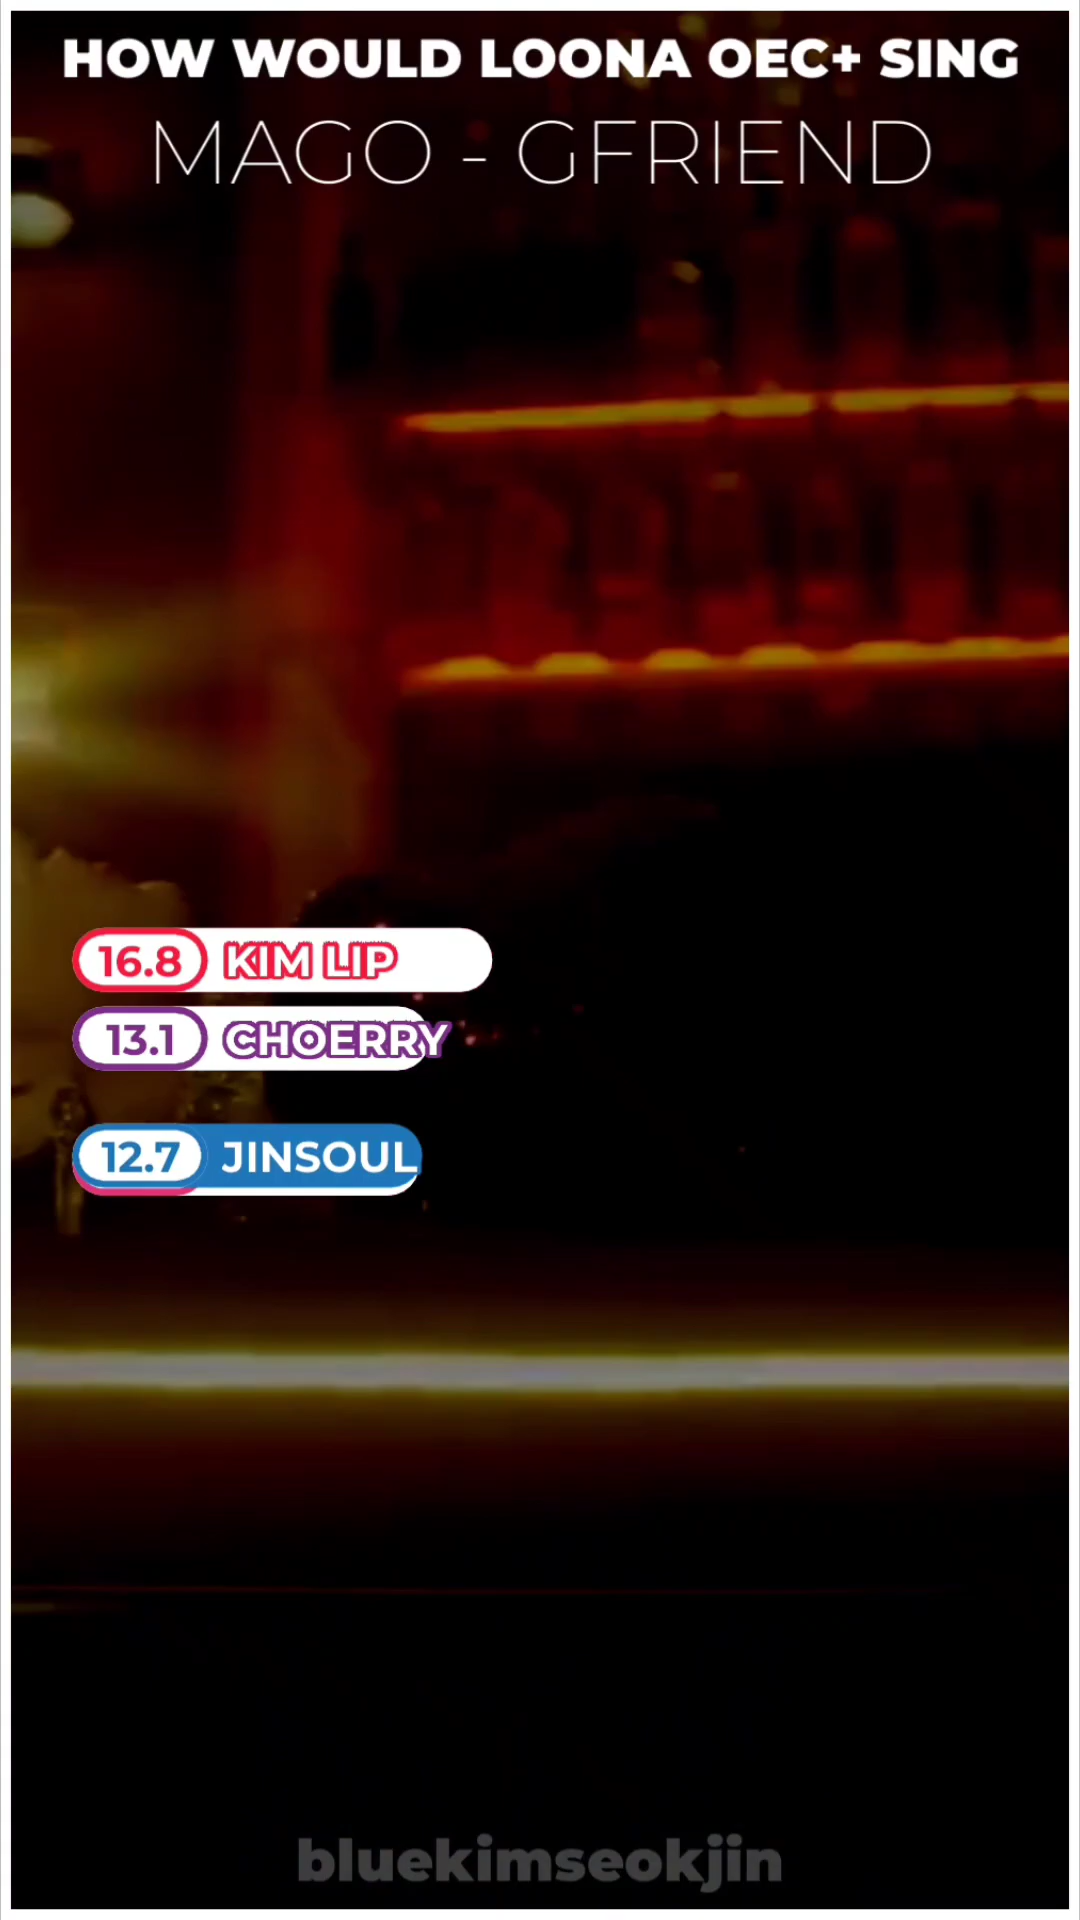 HOW WOULD LOONA OEC+ SING
MAGO - GFRIEND
16.8 KIM LIP
13.1 CHOERRY
12.7 JINSOUL
bluekimseokjin